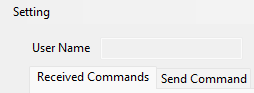 Setting
User Name
Received Commands Send Command